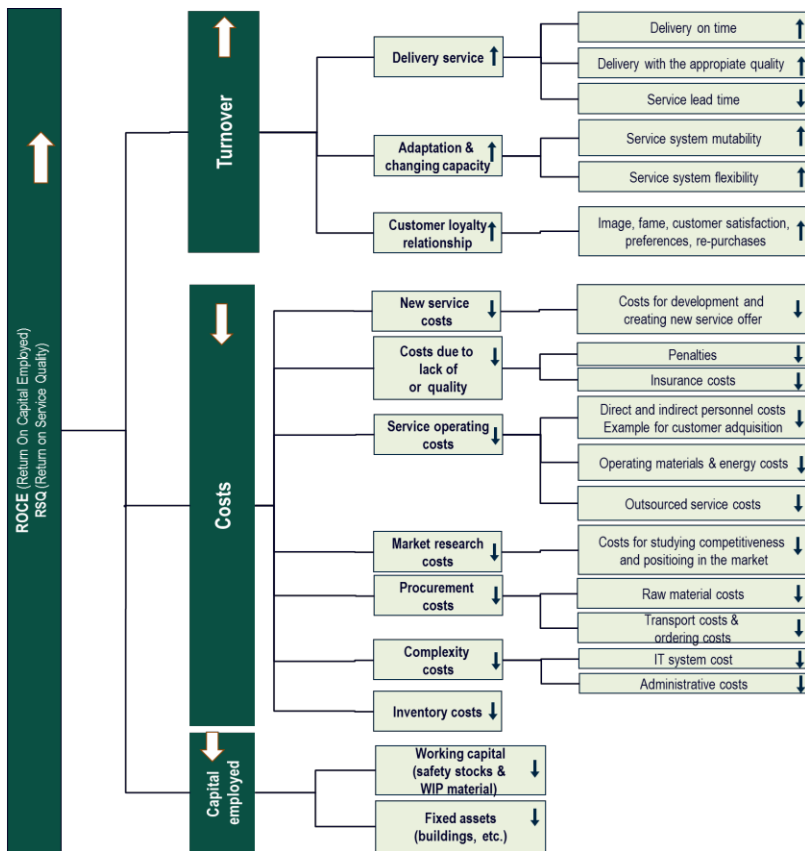 ROCE (Return On Capital Employed)
RSQ (Return on Service Quality)
Turnover
Delivery service
Delivery on time
Delivery with the appropiate quality
Service lead time
Adaptation &
changing capacity
Service system mutability
Service system flexibility
Customer loyalty
relationship
Image, fame, customer satisfaction,
preferences, re-purchases
Costs
New service
costs
Costs for development and
creating new service offer
Costs due to
lack of
or quality
Penalties
Insurance costs
Service operating
costs
Direct and indirect personnel costs
Example for customer adquisition
Operating materials & energy costs
Outsourced service costs
Market research
costs
Costs for studying competitiveness
and positioing in the market
Procurement
costs
Raw material costs
Transport costs &
ordering costs
Complexity
costs
IT system cost
Administrative costs
Inventory costs
Capital
employed
Working capital
(safety stocks &
WIP material)
Fixed assets
(buildings, etc.)